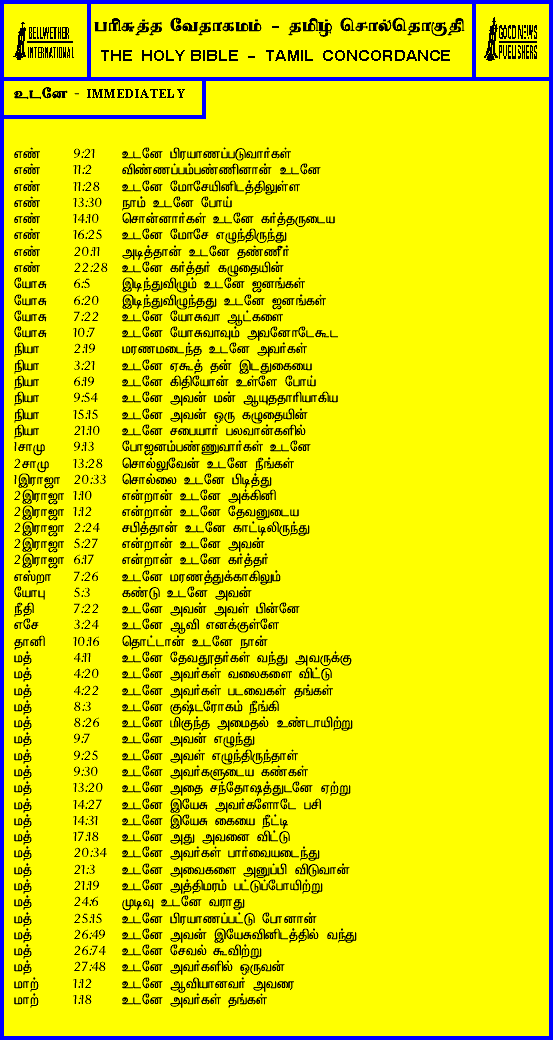 BELLWETHER
INTERNATIONAL
பரிசுத்த வேதாகமம் - தமிழ் சொல்தொகுதி
THE HOLY BIBLE - TAMIL CONCORDANCE
GOOD NEWS
PUBLISHERS
உடனே - IMMEDIATELY
எண் 9:21 உடனே பிரயாணப்படுவார்கள்
எண் 11:2 விண்ணப்பம்பண்ணினான் உடனே
எண் 11:28 உடனே மோசேயினிடத்திலுள்ள
எண் 13:30 நாம் உடனே போய்
எண் 14:10 சொன்னார்கள் உடனே கர்த்தருடைய
எண் 16:25 உடனே மோசே எழுந்திருந்து
எண் 20:11 அடித்தான் உடனே தண்ணீர்
எண் 22:28 உடனே கர்த்தர் கழுதையின்
யோசு 6:5 இடிந்துவிழும் உடனே ஜனங்கள்
யோசு 6:20 இடிந்துவிழுந்தது உடனே ஜனங்கள்
யோசு 7:22 உடனே யோசுவா ஆட்களை
யோசு 10:7 உடனே யோசுவாவும் அவனோடேகூட
நியா 2:19 மரணமடைந்த உடனே அவர்கள்
நியா 3:21 உடனே ஏகூத் தன் இடதுகையை
நியா 6:19 உடனே கிதியோன் உள்ளே போய்
நியா 9:54 உடனே அவன் மன் ஆயுததாரியாகிய
நியா 15:15 உடனே அவன் ஒரு கழுதையின்
நியா 21:10 உடனே சபையார் பலவான்களில்
1சாமு 9:13 போஜனம்பண்ணுவார்கள் உடனே
2சாமு 13:28 சொல்லுவேன் உடனே நீங்கள்
1இராஜா 20:33 சொல்லை உடனே பிடித்து
2இராஜா 1:10 என்றான் உடனே அக்கினி
2இராஜா 1:12 என்றான் உடனே தேவனுடைய
2இராஜா 2:24 சபித்தான் உடனே காட்டிலிருந்து
2இராஜா 5:27 என்றான் உடனே அவன்
2இராஜா 6:17 என்றான் உடனே கர்த்தர்
எஸ்றா 7:26 உடனே மரணத்துக்காகிலும்
யோபு 5:3 கண்டு உடனே அவன்
நீதி 7:22 உடனே அவன் அவள் பின்னே
எசே 3:24 உடனே ஆவி எனக்குள்ளே
தானி 10:16 தொட்டான் உடனே நான்
மத் 4:11 உடனே தேவதூதர்கள் வந்து அவருக்கு
மத் 4:20 உடனே அவர்கள் வலைகளை விட்டு
மத் 4:22 உடனே அவர்கள் படவைகள் தங்கள்
மத் 8:3 உடனே குஷ்டரோகம் நீங்கி
மத் 8:26 உடனே மிகுந்த அமைதல் உண்டாயிற்று
மத் 9:7 உடனே அவன் எழுந்து
மத் 9:25 உடனே அவள் எழுந்திருந்தாள்
மத் 9:30 உடனே அவர்களுடைய கண்கள்
மத் 13:20 உடனே அதை சந்தோஷத்துடனே ஏற்று
மத் 14:27 உடனே இயேசு அவர்களோடே பசி
மத் 14:31 உடனே இயேசு கையை நீட்டி
மத் 17:18 உடனே அது அவனை விட்டு
மத் 20:34 உடனே அவர்கள் பார்வையடைந்து
மத் 21:3 உடனே அவைகளை அனுப்பி விடுவான்
மத் 21:19 உடனே அத்திமரம் பட்டுப்போயிற்று
மத் 24:6 முடிவு உடனே வராது
மத் 25:15 உடனே பிரயாணப்பட்டு போனான்
மத் 26:49 உடனே அவன் இயேசுவினிடத்தில் வந்து
மத் 26:74 உடனே சேவல் கூவிற்று
மத் 27:48 உடனே அவர்களில் ஒருவன்
மாற் 1:12 உடனே ஆவியானவர் அவரை
மாற் 1:18 உடனே அவர்கள் தங்கள்